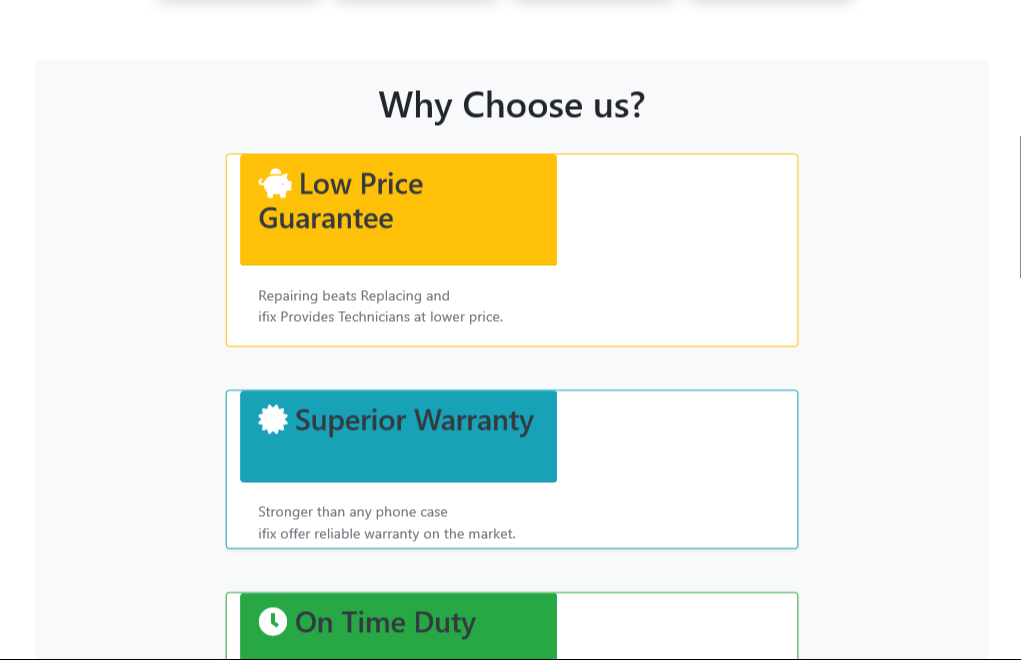 Why Choose us?
Low Price
Guarantee
Repairing beats Replacing and
ifix Provides Technicians at lower price.
Superior Warranty
Stronger than any phone case
ifix offer reliable warranty on the market.
On Time Duty